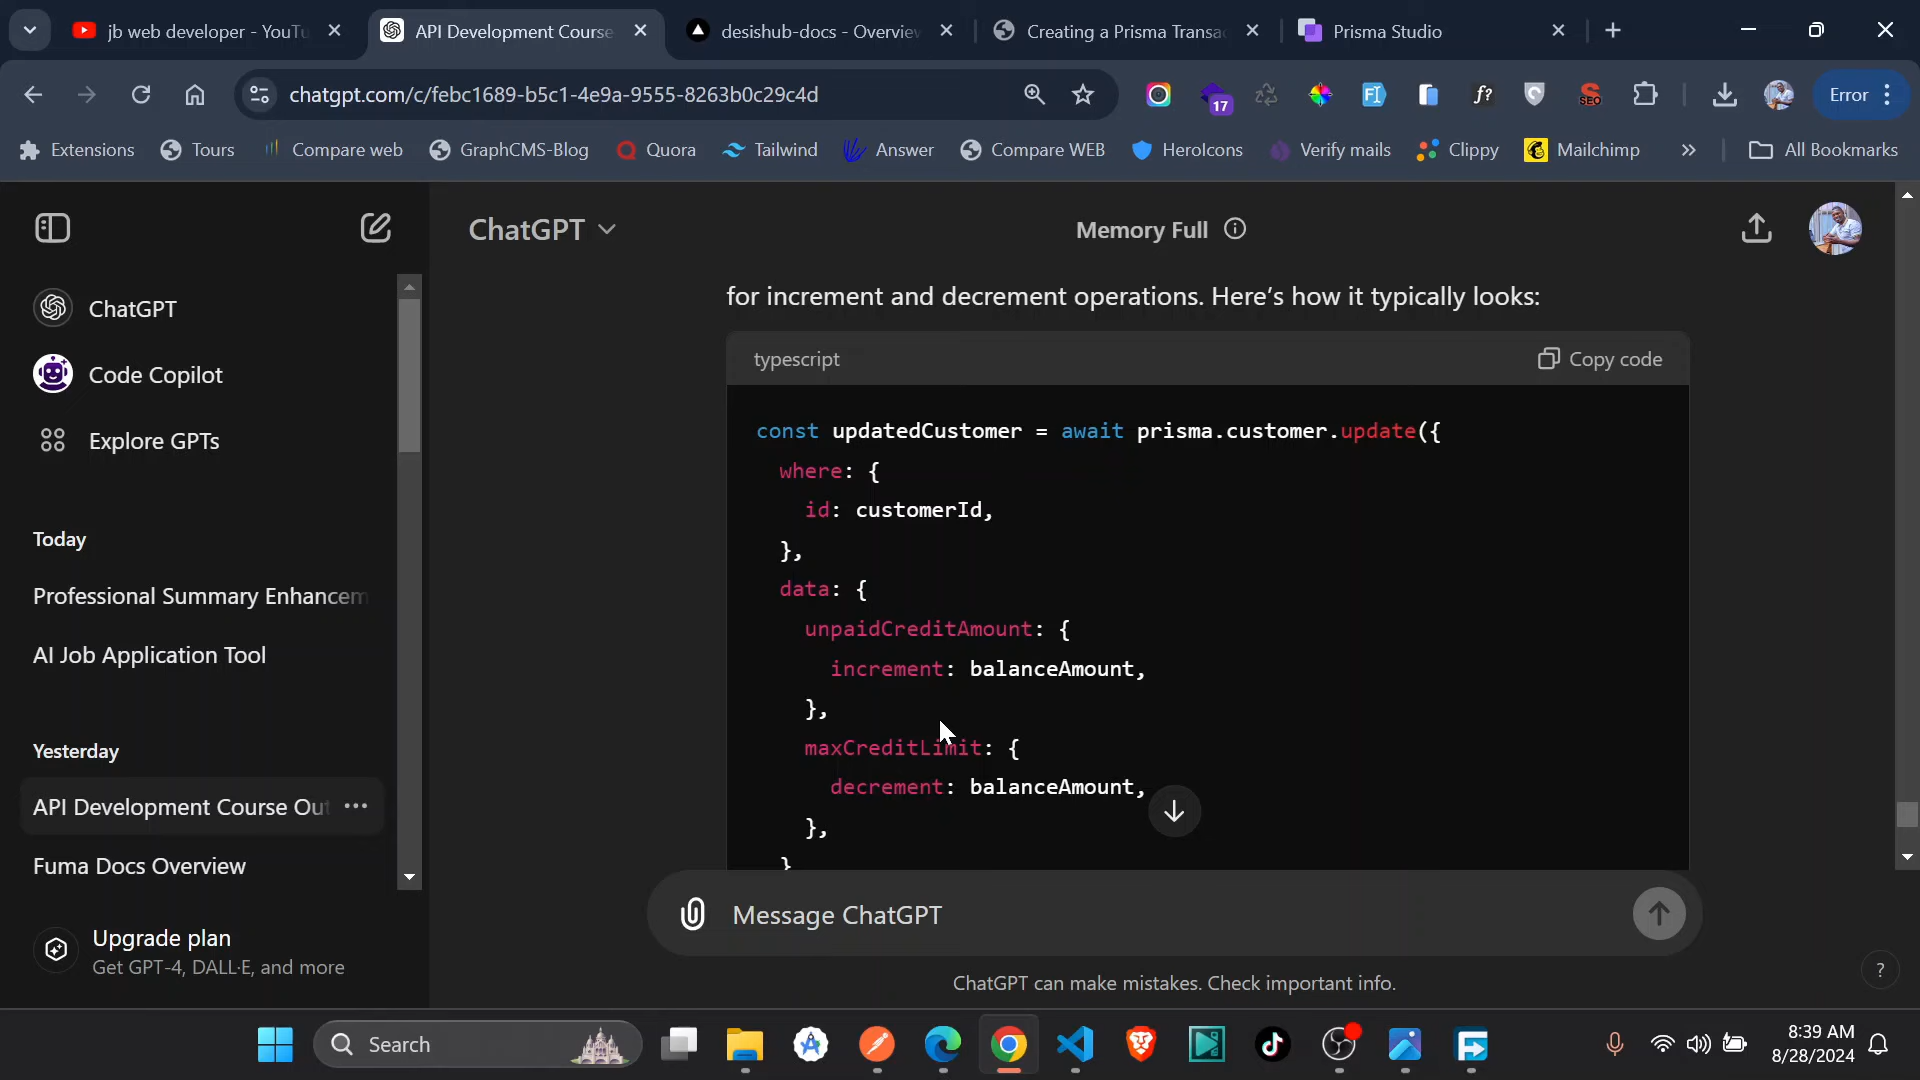 jb web developer - YouTu
API Development Course
desishub-docs - Overview
Creating a Prisma Transac
Prisma Studio
chatgpt.com/c/febc1689-b5c1-4e9a-9555-8263b0c29c4d
17
SEO
Error
Extensions
Tours
Compare web
GraphCMS-Blog
Quora
Tailwind
Answer
Compare WEB
HeroIcons
Verify mails
Clippy
Mailchimp
All Bookmarks
ChatGPT
Memory Full
ChatGPT
Code Copilot
Explore GPTs
Today
Professional Summary Enhancem
AI Job Application Tool
Yesterday
API Development Course Out
Fuma Docs Overview
Upgrade plan
Get GPT-4, DALL·E, and more
for increment and decrement operations. Here’s how it typically looks:
typescript
Copy code
const updatedCustomer = await prisma.customer.update({
where: {
id: customerId,
},
data: {
unpaidCreditAmount: {
increment: balanceAmount,
},
maxCreditLimit: {
decrement: balanceAmount,
},
}
Message ChatGPT
ChatGPT can make mistakes. Check important info.
?
Search
8:39 AM
8/28/2024